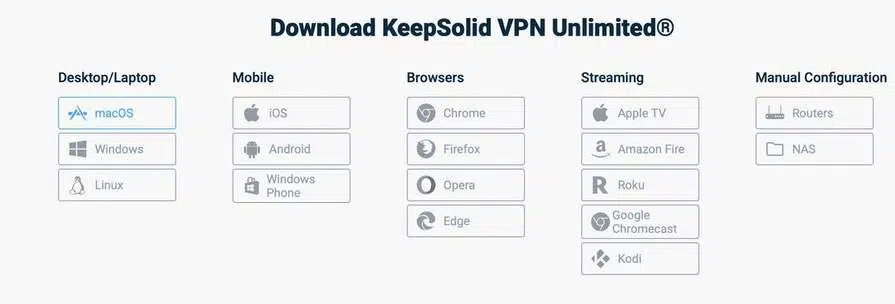 Download KeepSolid VPN Unlimited®
Desktop/Laptop
macOS
Windows
Linux
Mobile
iOS
Android
Windows
Phone
Browsers
Chrome
Firefox
Opera
Edge
Streaming
Apple TV
Amazon Fire
Roku
Google
Chromecast
Kodi
Manual Configuration
Routers
NAS